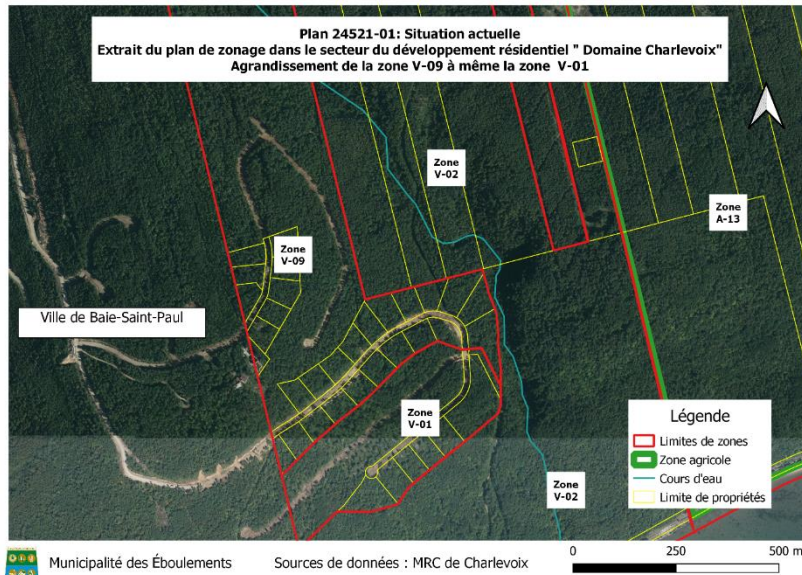 Plan 24521-01: Situation actuelle
Extrait du plan de zonage dans le secteur du développement résidentiel " Domaine Charlevoix"
Agrandissement de la zone V-09 à même la zone V-01
Zone
V-02
Zone
A-13
Zone
V-09
Ville de Baie-Saint-Paul
Zone
V-01
Zone
V-02
Légende
Limites de zones
Zone agricole
Cours d'eau
Limite de propriétés
Municipalité des Éboulements
Sources de données : MRC de Charlevoix
0 250 500 m